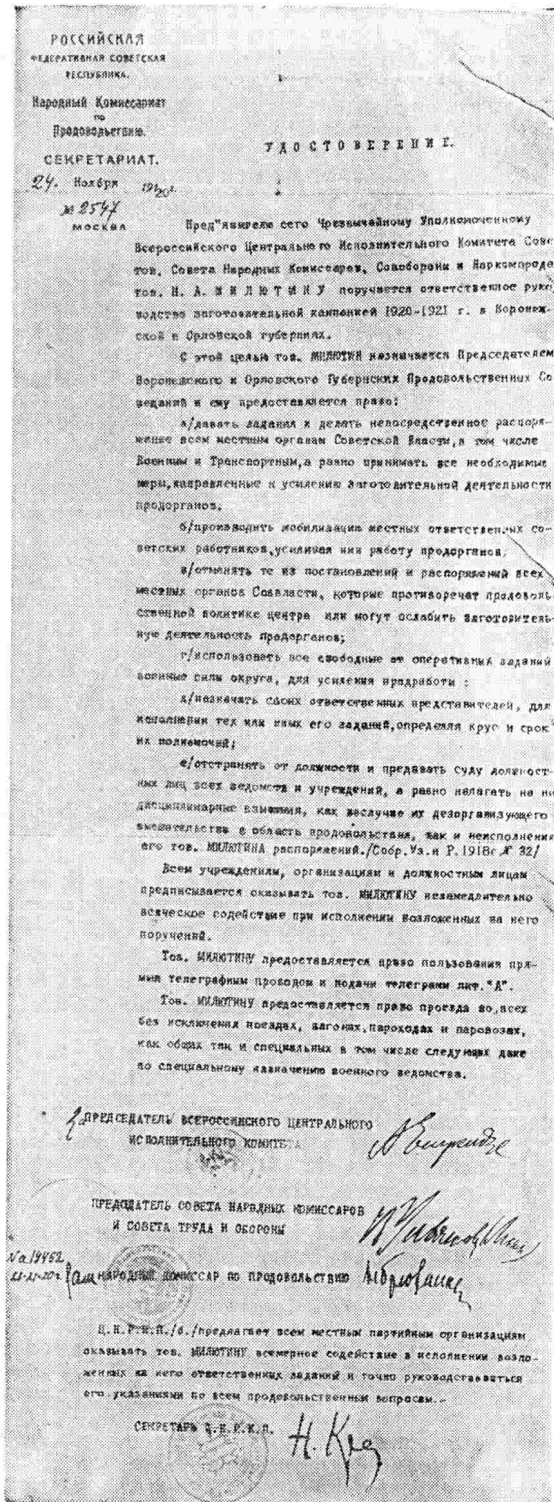 РОССИЙСКАЯ
ФЕДЕРАТИВНАЯ СОВЕТСКАЯ
РЕСПУБЛИКА.
Народный Комиссариат
по
Продовольствию.
СЕКРЕТАРИАТ.
24. Ноября 1920г.
№ 2547
МОСКВА
УДОСТОВЕРЕНИЕ.
Пред"явителю сего Чрезвычайному Уполномоченному
Всероссийского Центрального Исполнительного Комитета Сове
тов, Совета Народных Комиссаров, Совобороны и Наркомпрода
тов. Н. А. МИЛЮТИНУ поручается ответственное руко
водство заготовительной кампанией 1920-1921 г. в Воронеж-
ской и Орловской губерниях.
С этой целью тов. МИЛЮТИН назначается Председателем
Воронежского и Орловского Губернских Продовольственных Со
вещаний и ему предоставляется право:
а/давать задания и делать непосредственное распоря-
жение всем местным органам Советской Власти,в том числе
Военным и Транспортным,а равно принимать все необходимые
меры,направленные к усилению заготовительной деятельности
продорганов.
б/производить мобилизацию местных ответственных со-
ветских работников,усиливая ими работу продорганов;
в/отменять те из постановлений и распоряжений всех
местных органов Соввласти, которые противоречат продоволь-
ственной политике центра или могут ослабить заготовитель-
ную деятельность продорганов;
г/использовать все свободные от оперативных заданий
военные силы округа, для усиления продработы :
д/назначать своих ответственных представителей, для
исполнения тех или иных его заданий,определяя круг и срок
их полномочий;
е/отстранять от должности и предавать суду должност-
ных лиц всех ведомств и учреждений, а равно налагать на ни
дисциплинарные взыскания, как вслучае их дезорганизующего
вмешательства в область продовольствия, так и неисполнения
его тов. МИЛЮТИНА распоряжений./Собр.Уз.и Р.1918г № 32/
Всем учреждениям, организациям и должностным лицам
предписывается оказывать тов. МИЛЮТИНУ незамедлительно
всяческое содействие при исполнении возложенных на него
поручений.
Тов. МИЛЮТИНУ предоставляется право пользования пря-
мым телеграфным проводом и подачи телеграмм лит."А".
Тов. МИЛЮТИНУ предоставляется право проезда во всех
без исключения поездах, вагонах,пароходах и паровозах,
как общих так и специальных в том числе следующих даже
по специальному назначению военного ведомства.
ПРЕДСЕДАТЕЛЬ ВСЕРОССИЙСКОГО ЦЕНТРАЛЬНОГО
ИСПОЛНИТЕЛЬНОГО КОМИТЕТА
ПРЕДСЕДАТЕЛЬ СОВЕТА НАРОДНЫХ КОМИССАРОВ
И СОВЕТА ТРУДА И ОБОРОНЫ
В Ульянов (Ленин)
НАРОДНЫЙ КОМИССАР ПО ПРОДОВОЛЬСТВИЮ
Ц.К.Р.К.П./б./предлагает всем местным партийным организациям
оказывать тов. МИЛЮТИНУ всемерное содействие в исполнении возло-
женных на него ответственных заданий и точно руководствоваться
его указаниями по всем продовольственным вопросам.-
СЕКРЕТАРЬ Ц.К.Р.К.П.